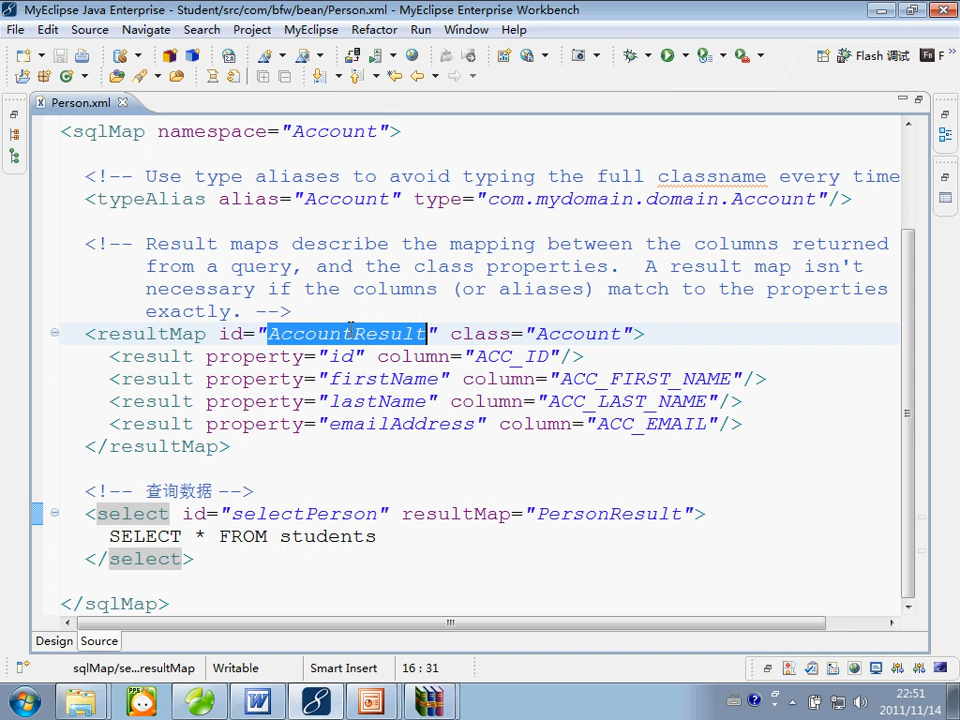 MyEclipse Java Enterprise - Student/src/com/bfw/bean/Person.xml - MyEclipse Enterprise Workbench
File Edit Source Navigate Search Project MyEclipse Refactor Run Window Help
Flash 调试 Fb F
Person.xml
<sqlMap namespace="Account">
<!-- Use type aliases to avoid typing the full classname every time
<typeAlias alias="Account" type="com.mydomain.domain.Account"/>
<!-- Result maps describe the mapping between the columns returned
from a query, and the class properties.  A result map isn't
necessary if the columns (or aliases) match to the properties
exactly. -->
<resultMap id="AccountResult" class="Account">
<result property="id" column="ACC_ID"/>
<result property="firstName" column="ACC_FIRST_NAME"/>
<result property="lastName" column="ACC_LAST_NAME"/>
<result property="emailAddress" column="ACC_EMAIL"/>
</resultMap>
<!-- 查询数据 -->
<select id="selectPerson" resultMap="PersonResult">
SELECT * FROM students
</select>
</sqlMap>
Design Source
sqlMap/se...resultMap Writable Smart Insert 16 : 31
22:51
2011/11/14